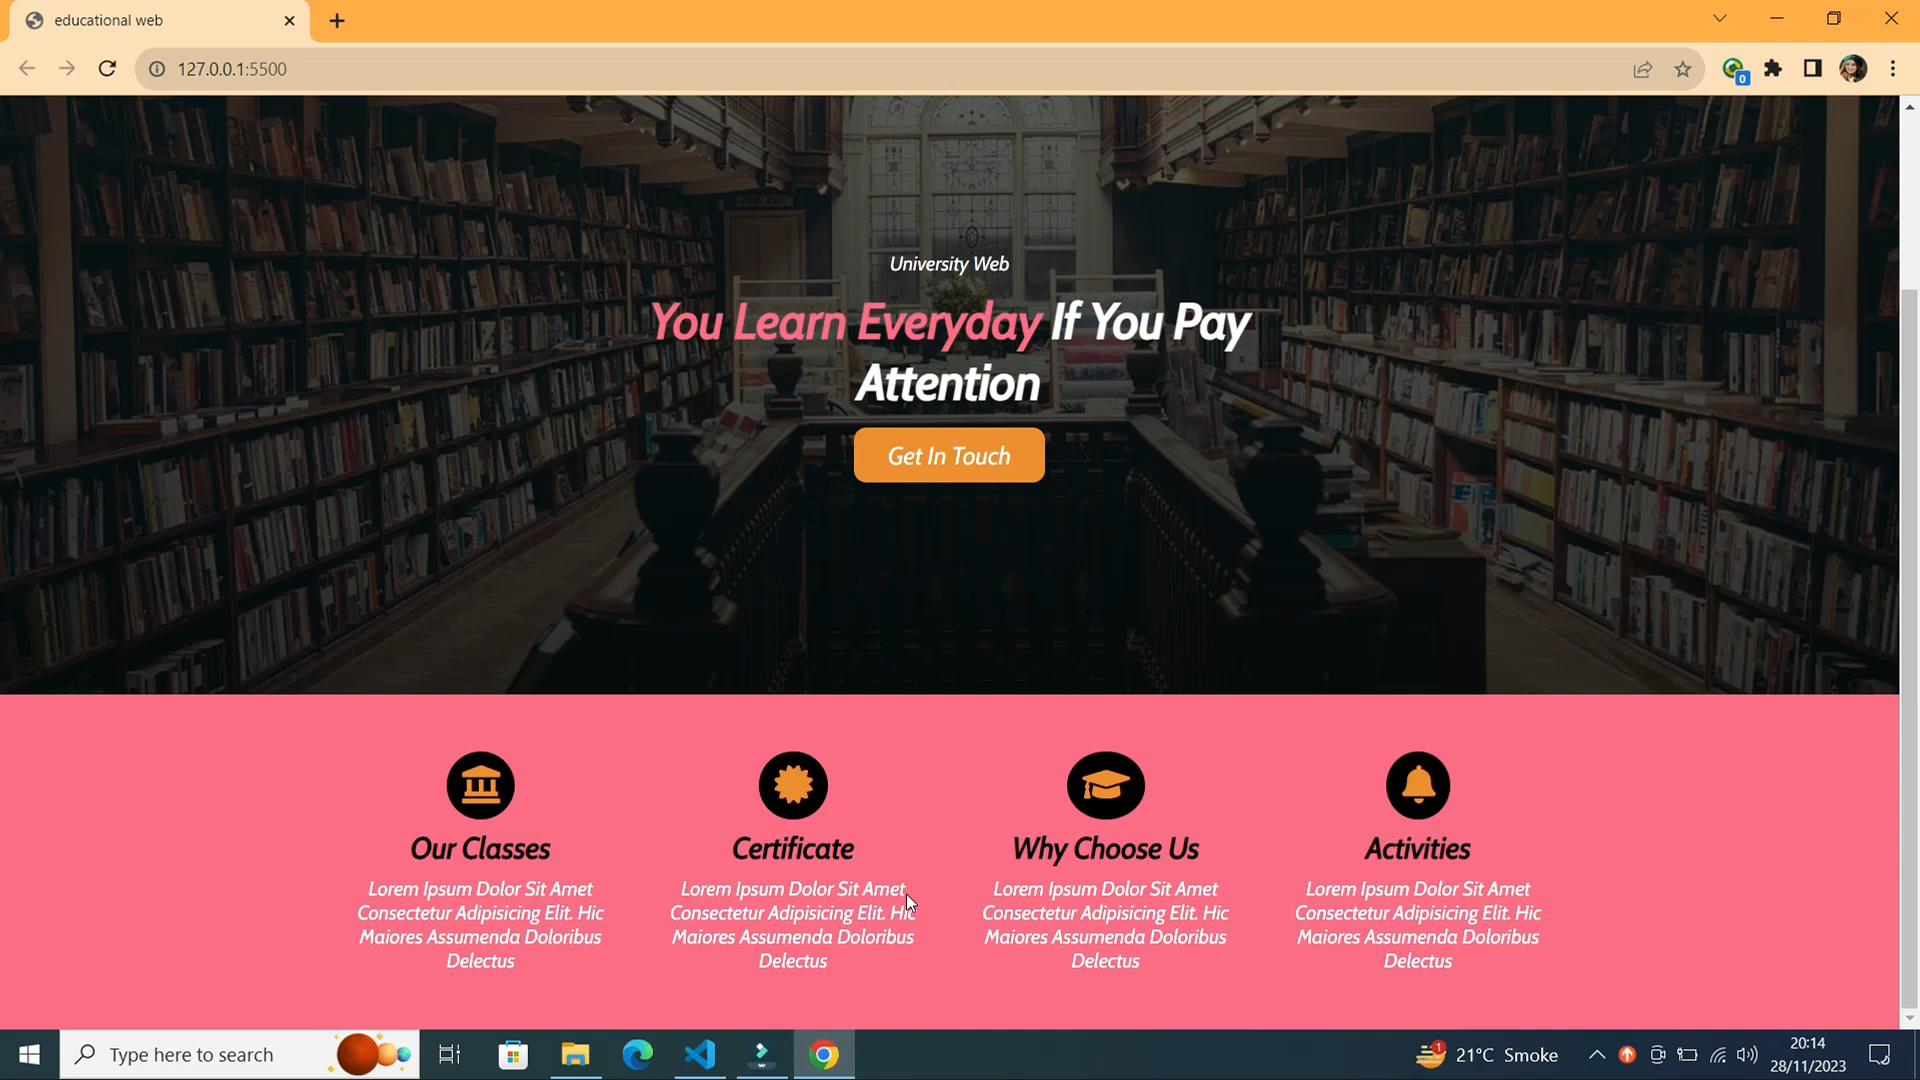 educational web
127.0.0.1:5500
0
University Web
You Learn Everyday If You Pay
Attention
Get In Touch
Our Classes
Lorem Ipsum Dolor Sit Amet
Consectetur Adipisicing Elit. Hic
Maiores Assumenda Doloribus
Delectus
Certificate
Lorem Ipsum Dolor Sit Amet
Consectetur Adipisicing Elit. Hic
Maiores Assumenda Doloribus
Delectus
Why Choose Us
Lorem Ipsum Dolor Sit Amet
Consectetur Adipisicing Elit. Hic
Maiores Assumenda Doloribus
Delectus
Activities
Lorem Ipsum Dolor Sit Amet
Consectetur Adipisicing Elit. Hic
Maiores Assumenda Doloribus
Delectus
Type here to search
1
21°C Smoke
20:14
28/11/2023